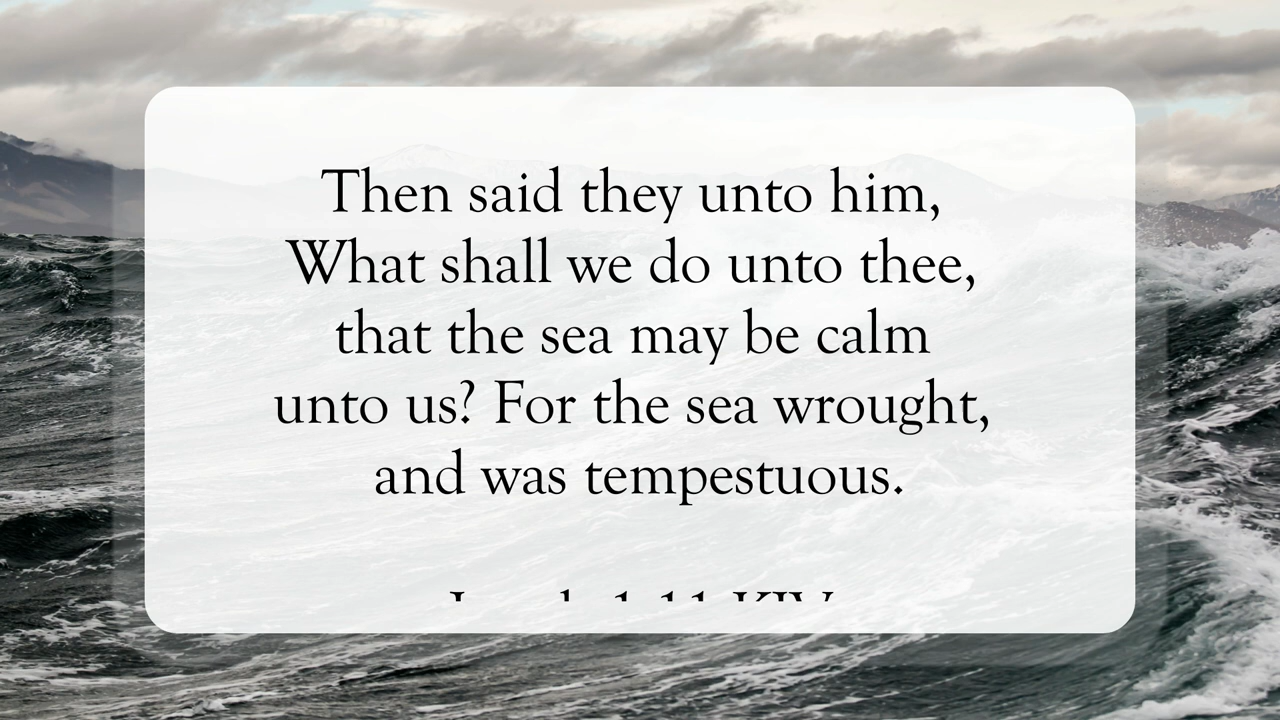 Then said they unto him,
What shall we do unto thee,
that the sea may be calm
unto us? For the sea wrought,
and was tempestuous.